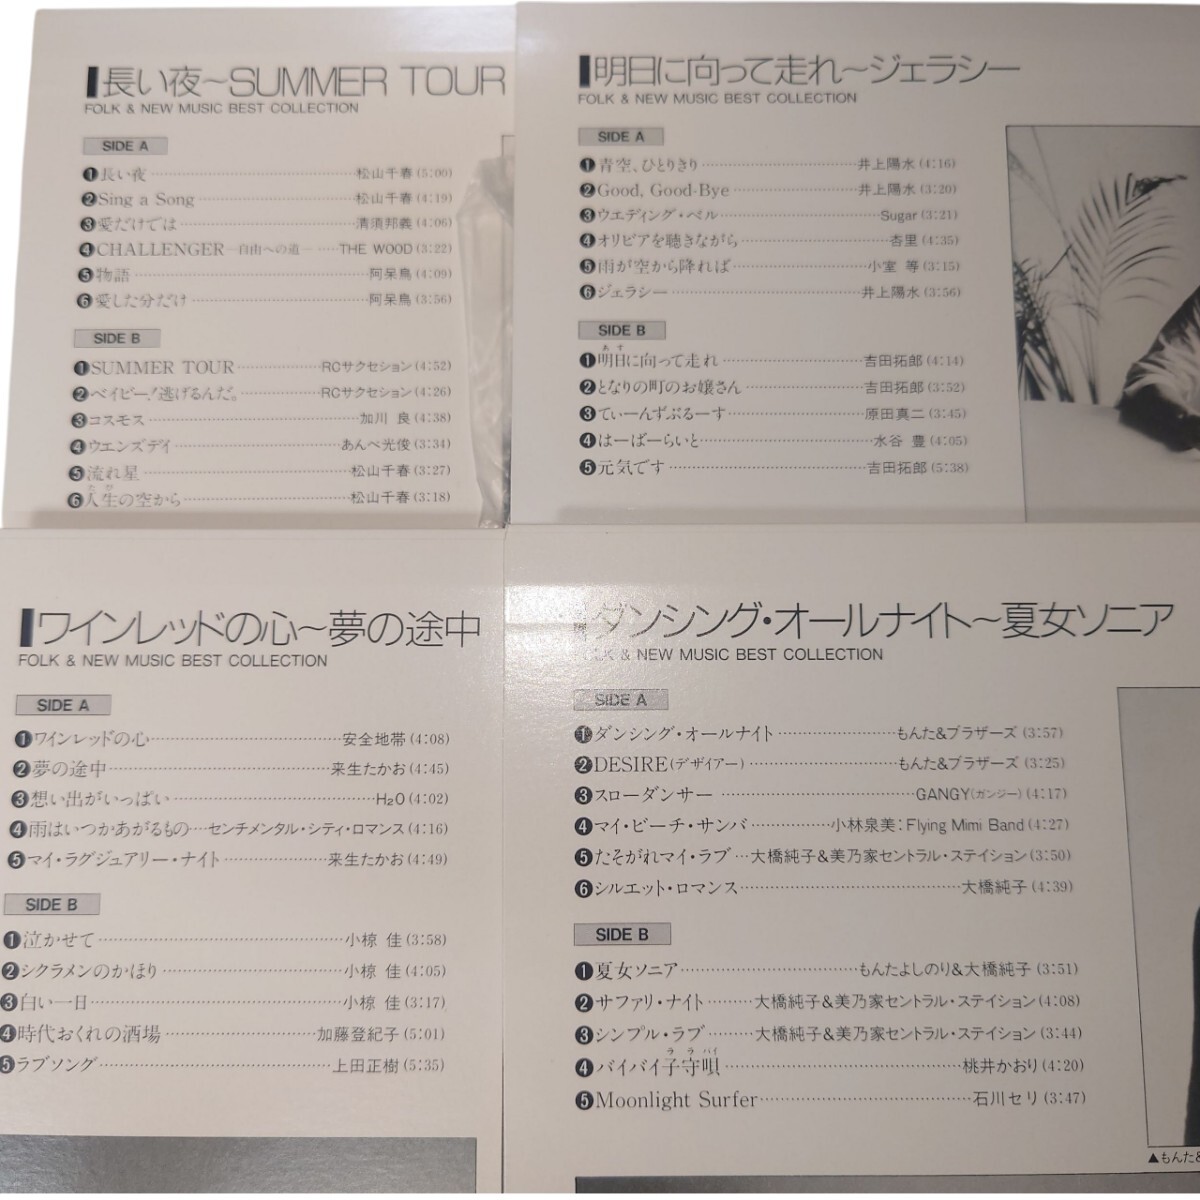 長い夜～SUMMER TOUR
FOLK & NEW MUSIC BEST COLLECTION
SIDE A
❶長い夜……松山千春(5:00)
❷Sing a Song……松山千春(4:19)
❸愛だけでは……清須邦義(4:06)
❹CHALLENGER—自由への道—……THE WOOD(3:22)
❺物語……阿呆鳥(4:09)
❻愛した分だけ……阿呆鳥(3:56)
SIDE B
❶SUMMER TOUR……RCサクセション(4:52)
❷ベイビー！逃げるんだ。……RCサクセション(4:26)
❸コスモス……加川 良(4:38)
❹ウエンズデイ……あんべ光俊(3:34)
❺流れ星……松山千春(3:27)
たび
❻人生の空から……松山千春(3:18)
明日に向って走れ～ジェラシー
FOLK & NEW MUSIC BEST COLLECTION
SIDE A
❶青空、ひとりきり……井上陽水(4:16)
❷Good, Good-Bye……井上陽水(3:20)
❸ウエディング・ベル……Sugar(3:21)
❹オリビアを聴きながら……杏里(4:35)
❺雨が空から降れば……小室 等(3:15)
❻ジェラシー……井上陽水(3:56)
SIDE B
あす
❶明日に向って走れ……吉田拓郎(4:14)
❷となりの町のお嬢さん……吉田拓郎(3:52)
❸てぃーんずぶるーす……原田真二(3:45)
❹はーばーらいと……水谷 豊(4:05)
❺元気です……吉田拓郎(5:38)
ワインレッドの心～夢の途中
FOLK & NEW MUSIC BEST COLLECTION
SIDE A
❶ワインレッドの心……安全地帯(4:08)
❷夢の途中……来生たかお(4:45)
❸想い出がいっぱい……H₂O(4:02)
❹雨はいつかあがるもの……センチメンタル・シティ・ロマンス(4:16)
❺マイ・ラグジュアリー・ナイト……来生たかお(4:49)
SIDE B
❶泣かせて……小椋 佳(3:58)
❷シクラメンのかほり……小椋 佳(4:05)
❸白い一日……小椋 佳(3:17)
❹時代おくれの酒場……加藤登紀子(5:01)
❺ラブソング……上田正樹(5:35)
ダンシング・オールナイト～夏女ソニア
FOLK & NEW MUSIC BEST COLLECTION
SIDE A
❶ダンシング・オールナイト……もんた&ブラザーズ(3:57)
❷DESIRE(デザイアー)……もんた&ブラザーズ(3:25)
❸スローダンサー……GANGY(ガンジー)(4:17)
❹マイ・ビーチ・サンバ……小林泉美:Flying Mimi Band(4:27)
❺たそがれマイ・ラブ…大橋純子&美乃家セントラル・ステイション(3:50)
❻シルエット・ロマンス……大橋純子(4:39)
SIDE B
❶夏女ソニア……もんたよしのり&大橋純子(3:51)
❷サファリ・ナイト……大橋純子&美乃家セントラル・ステイション(4:08)
❸シンプル・ラブ……大橋純子&美乃家セントラル・ステイション(3:44)
ララバイ
❹バイバイ子守唄……桃井かおり(4:20)
❺Moonlight Surfer……石川セリ(3:47)
▲もんた&